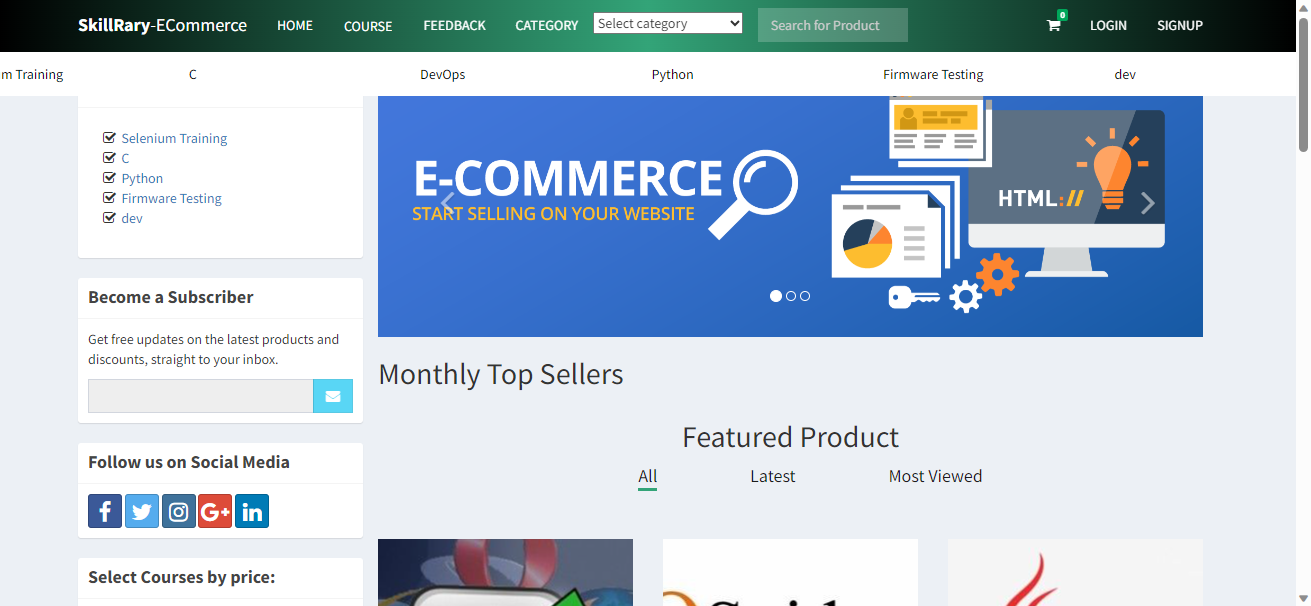 SkillRary-ECommerce HOME COURSE FEEDBACK CATEGORY Select category Search for Product 0 LOGIN SIGNUP
m Training C DevOps Python Firmware Testing dev
Selenium Training
C
Python
Firmware Testing
dev
Become a Subscriber
Get free updates on the latest products and
discounts, straight to your inbox.
Follow us on Social Media
f G+ in
Select Courses by price:
E-COMMERCE
START SELLING ON YOUR WEBSITE
HTML://
Monthly Top Sellers
Featured Product
All Latest Most Viewed